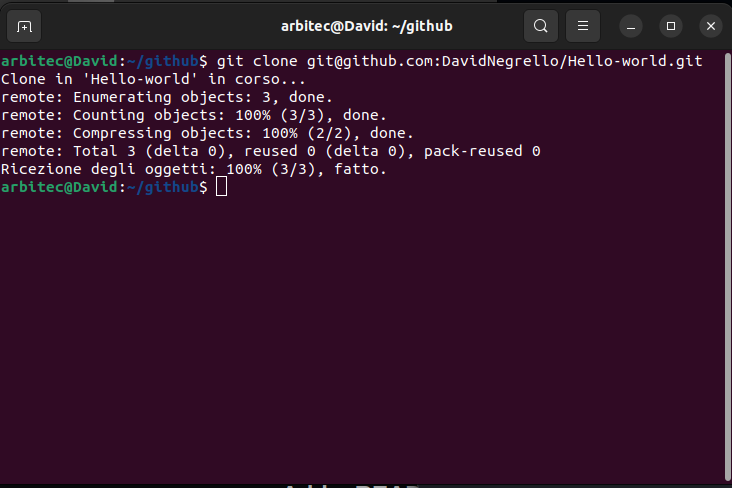 arbitec@David: ~/github
arbitec@David:~/github$ git clone git@github.com:DavidNegrello/Hello-world.git
Clone in 'Hello-world' in corso...
remote: Enumerating objects: 3, done.
remote: Counting objects: 100% (3/3), done.
remote: Compressing objects: 100% (2/2), done.
remote: Total 3 (delta 0), reused 0 (delta 0), pack-reused 0
Ricezione degli oggetti: 100% (3/3), fatto.
arbitec@David:~/github$